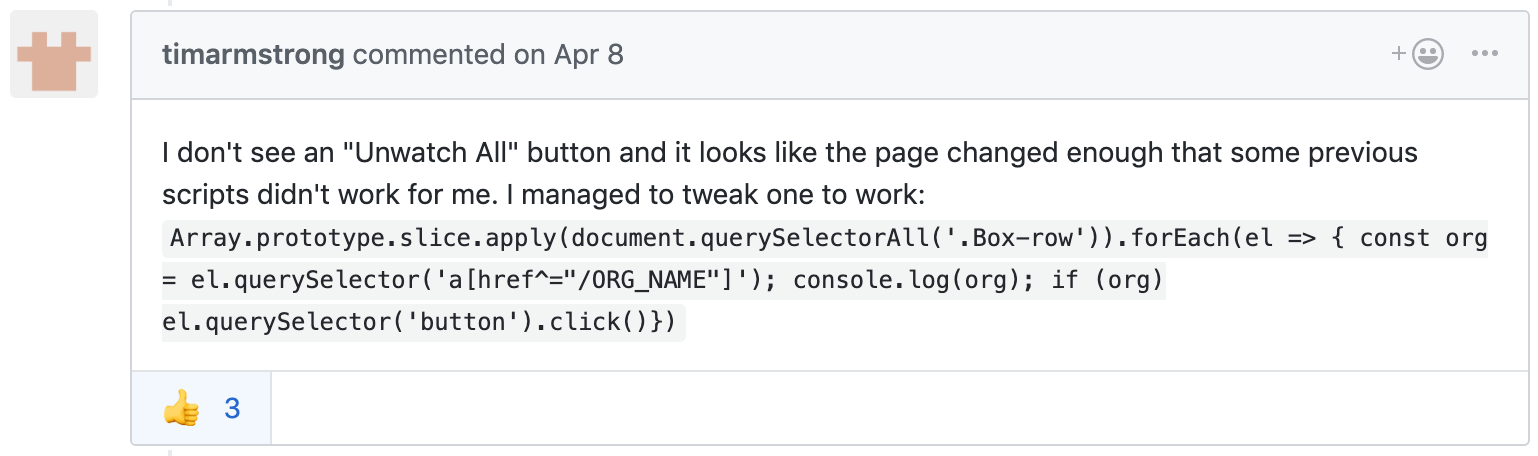 timarmstrong commented on Apr 8
I don't see an "Unwatch All" button and it looks like the page changed enough that some previous
scripts didn't work for me. I managed to tweak one to work:
Array.prototype.slice.apply(document.querySelectorAll('.Box-row')).forEach(el => { const org
= el.querySelector('a[href^="/ORG_NAME"]'); console.log(org); if (org)
el.querySelector('button').click()})
👍 3